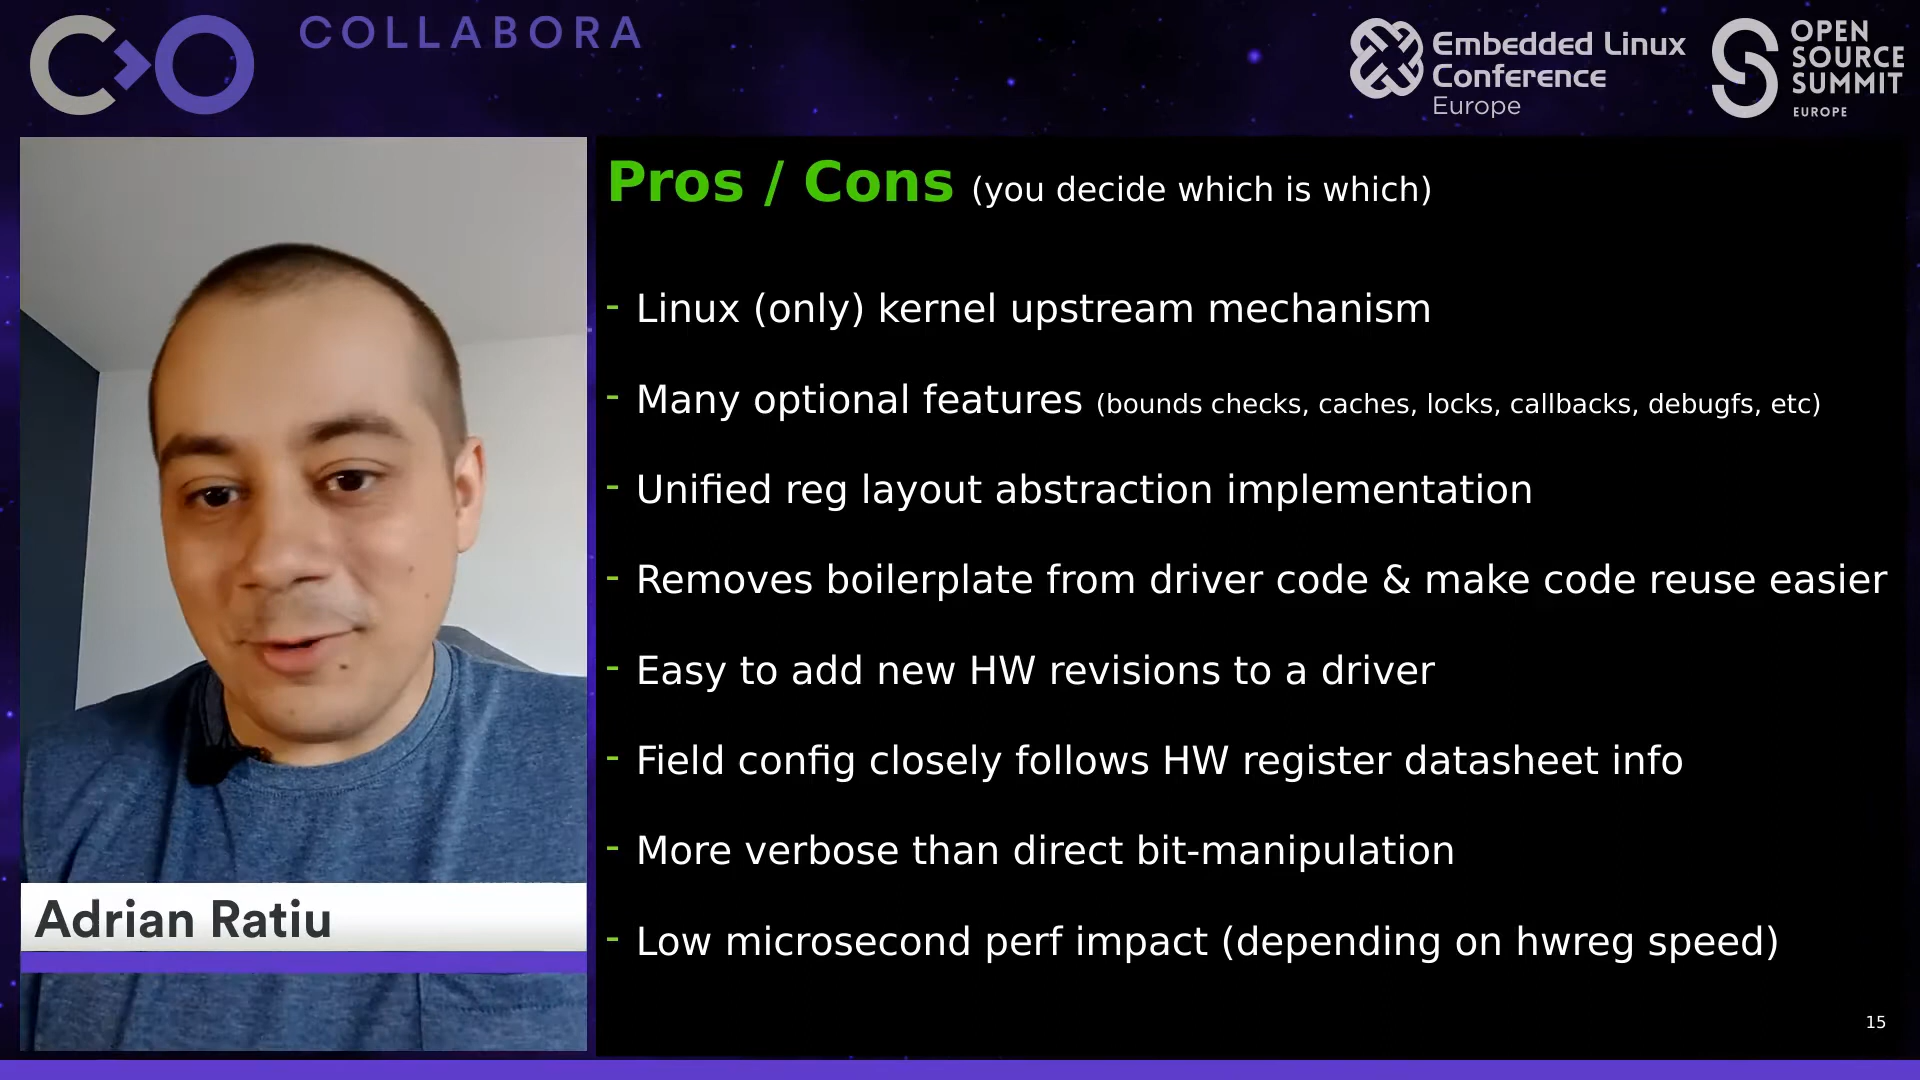 COLLABORA
Embedded Linux
Conference
Europe
OPEN
SOURCE
SUMMIT
EUROPE
Pros / Cons (you decide which is which)
- Linux (only) kernel upstream mechanism
- Many optional features (bounds checks, caches, locks, callbacks, debugfs, etc)
- Unified reg layout abstraction implementation
- Removes boilerplate from driver code & make code reuse easier
- Easy to add new HW revisions to a driver
- Field config closely follows HW register datasheet info
- More verbose than direct bit-manipulation
- Low microsecond perf impact (depending on hwreg speed)
Adrian Ratiu
15